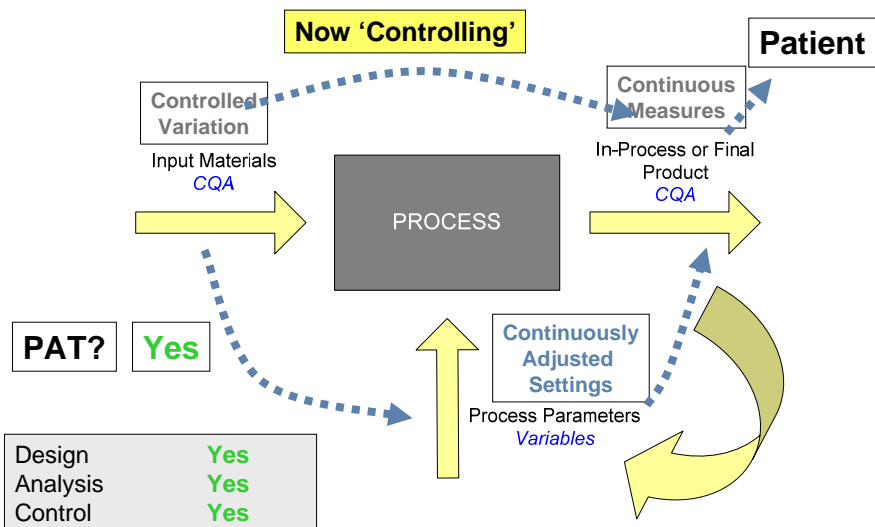 Now ‘Controlling’
Patient
Controlled
Variation
Continuous
Measures
Input Materials
CQA
In-Process or Final
Product
CQA
PROCESS
PAT?
Yes
Continuously
Adjusted
Settings
Process Parameters
Variables
Design Yes
Analysis Yes
Control Yes